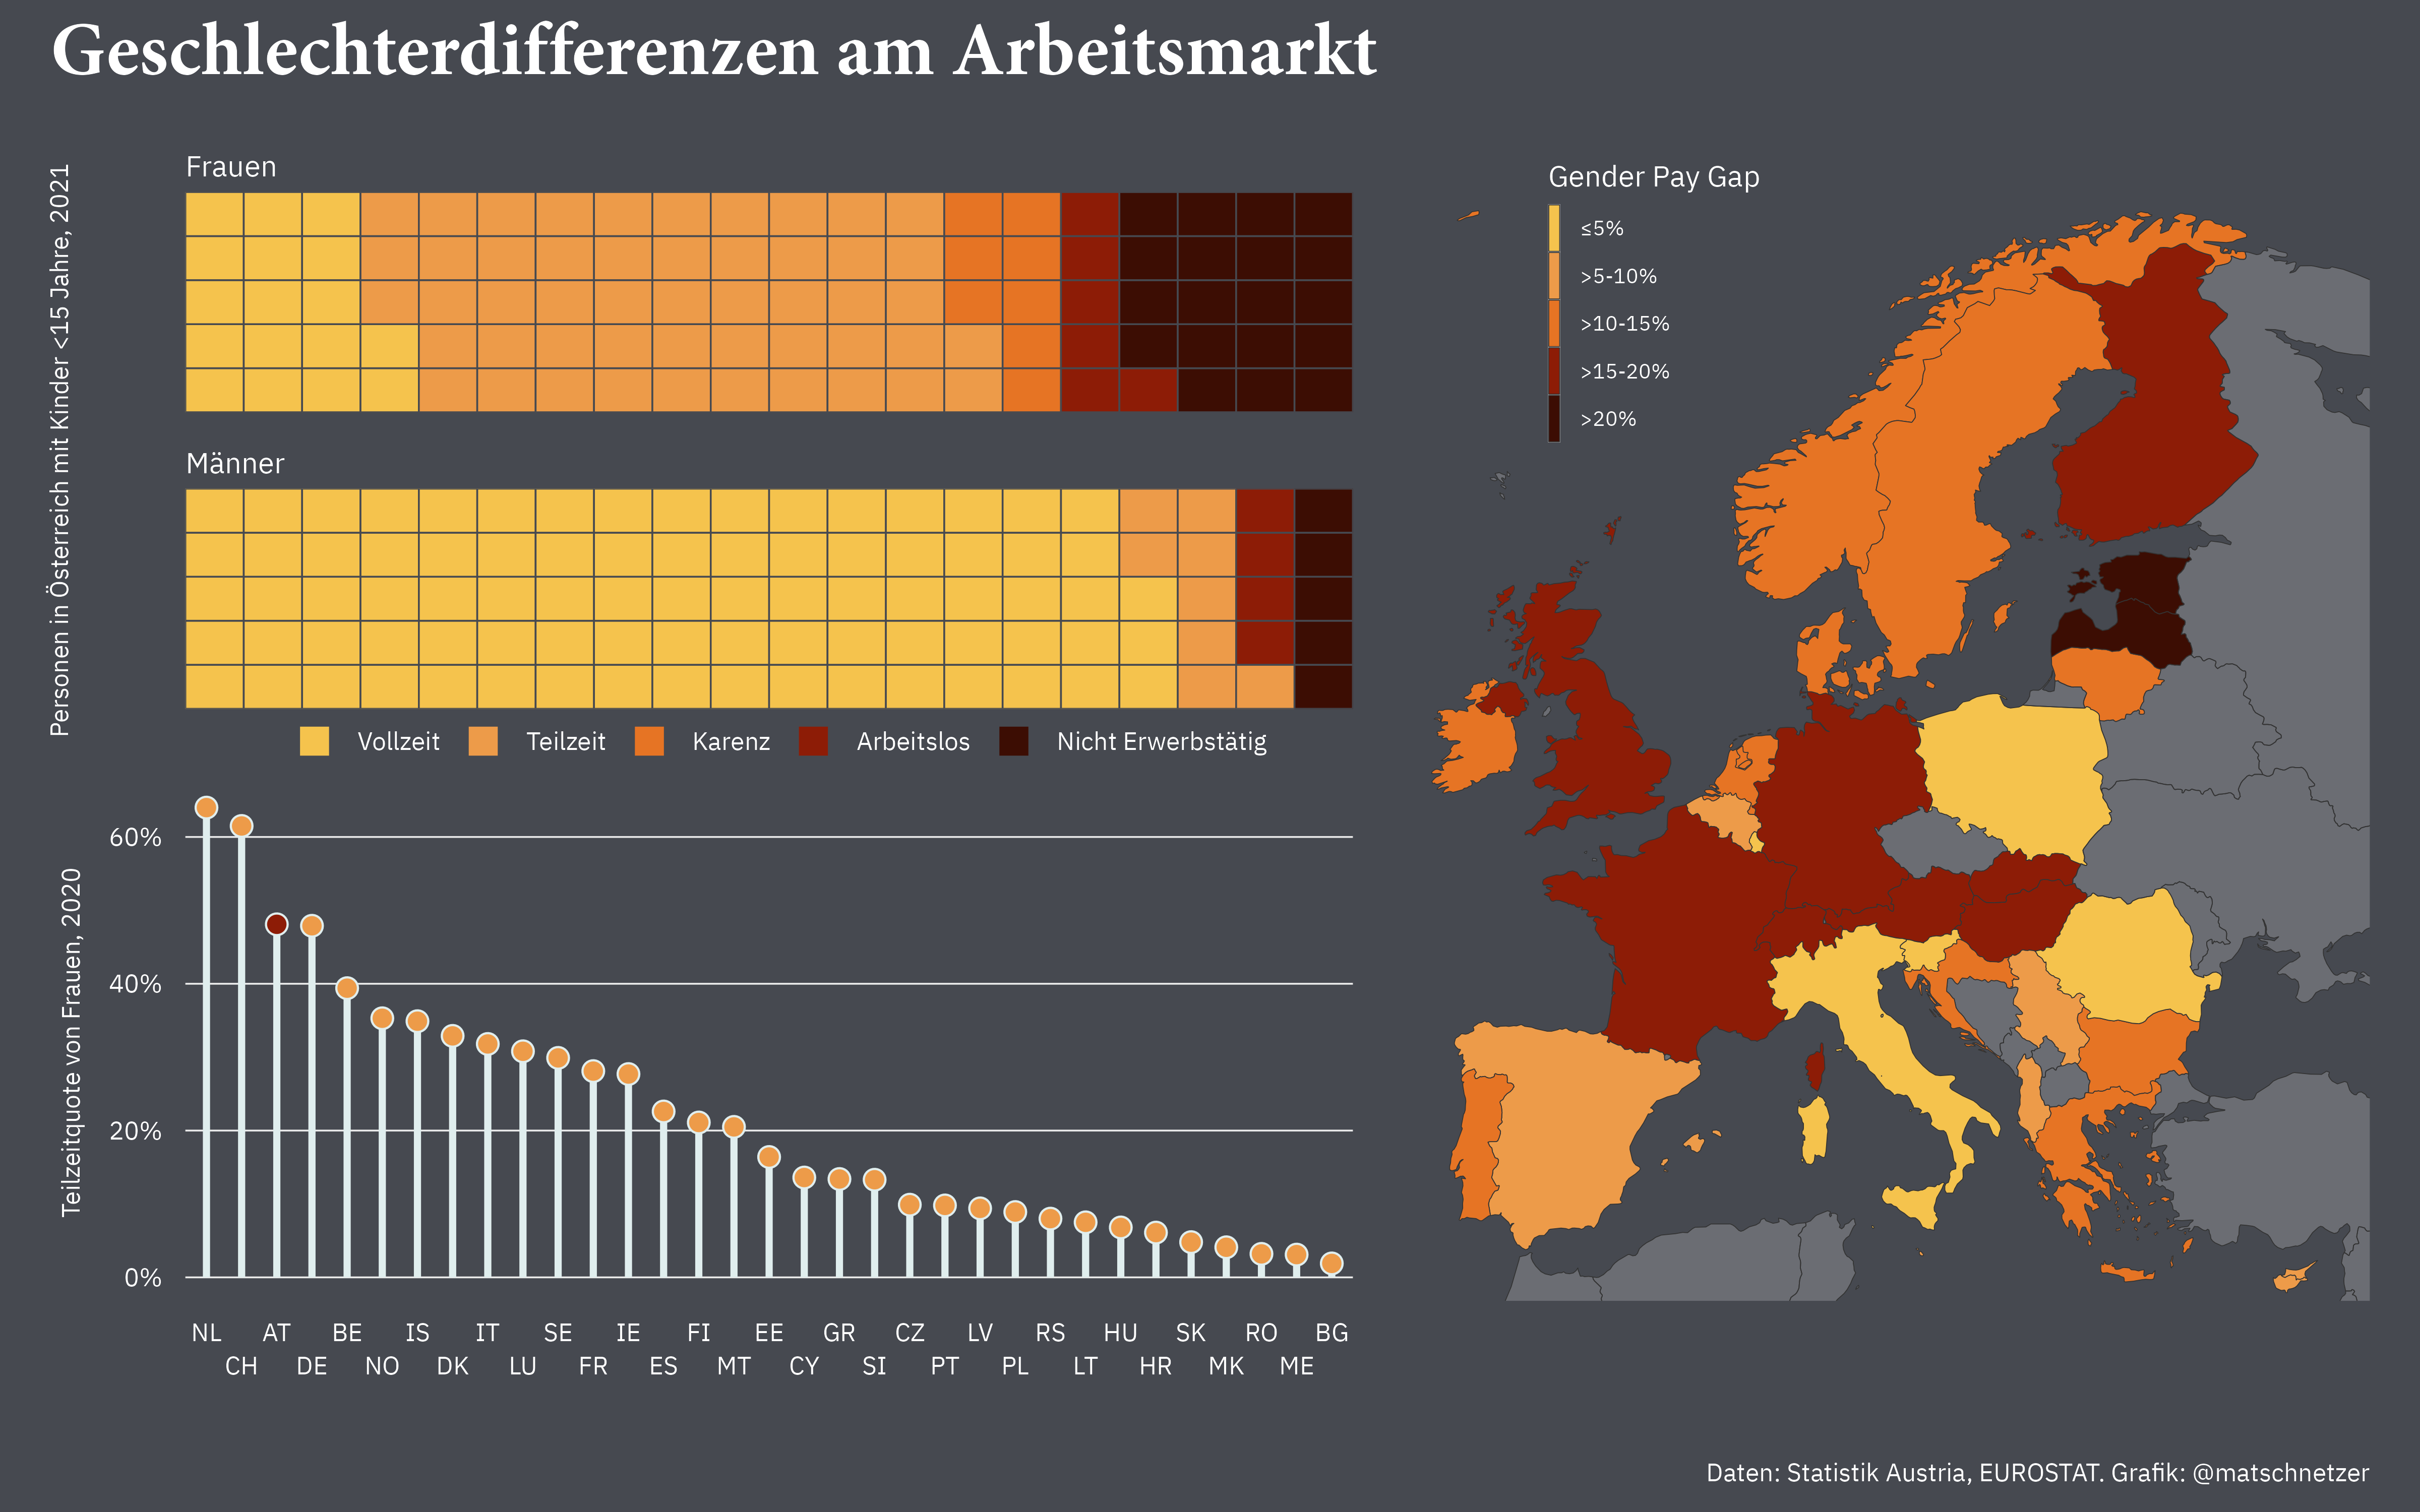 Geschlechterdifferenzen am Arbeitsmarkt
Personen in Österreich mit Kinder <15 Jahre, 2021
Frauen
Männer
Vollzeit Teilzeit Karenz Arbeitslos Nicht Erwerbstätig
Teilzeitquote von Frauen, 2020
60%
40%
20%
0%
NL AT BE IS IT SE IE FI EE GR CZ LV RS HU SK RO BG
CH DE NO DK LU FR ES MT CY SI PT PL LT HR MK ME
Gender Pay Gap
≤5%
>5-10%
>10-15%
>15-20%
>20%
Daten: Statistik Austria, EUROSTAT. Grafik: @matschnetzer